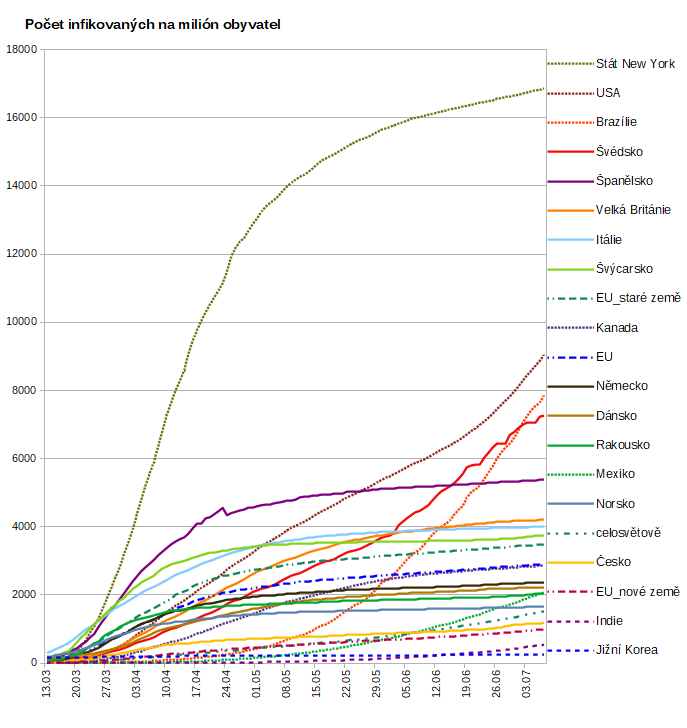 Počet infikovaných na milión obyvatel
18000
16000
14000
12000
10000
8000
6000
4000
2000
0
13.03
20.03
27.03
03.04
10.04
17.04
24.04
01.05
08.05
15.05
22.05
29.05
05.06
12.06
19.06
26.06
03.07
Stát New York
USA
Brazílie
Švédsko
Španělsko
Velká Británie
Itálie
Švýcarsko
EU_staré země
Kanada
EU
Německo
Dánsko
Rakousko
Mexiko
Norsko
celosvětově
Česko
EU_nové země
Indie
Jižní Korea